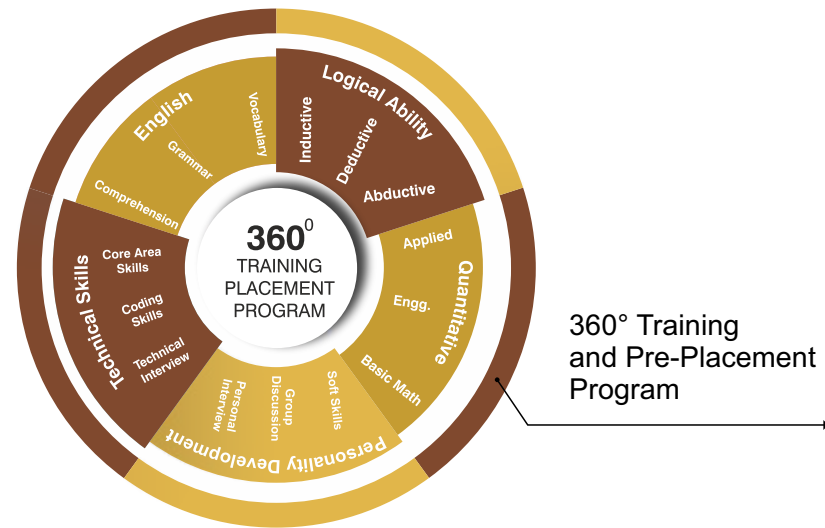 360⁰
TRAINING
PLACEMENT
PROGRAM
Logical Ability
Inductive
Deductive
Abductive
Quantitative
Applied
Engg.
Basic Math
Personality Development
Soft Skills
Group
Discussion
Personal
Interview
Technical Skills
Technical
Interview
Coding
Skills
Core Area
Skills
English
Comprehension
Grammar
Vocabulary
360° Training
and Pre-Placement
Program